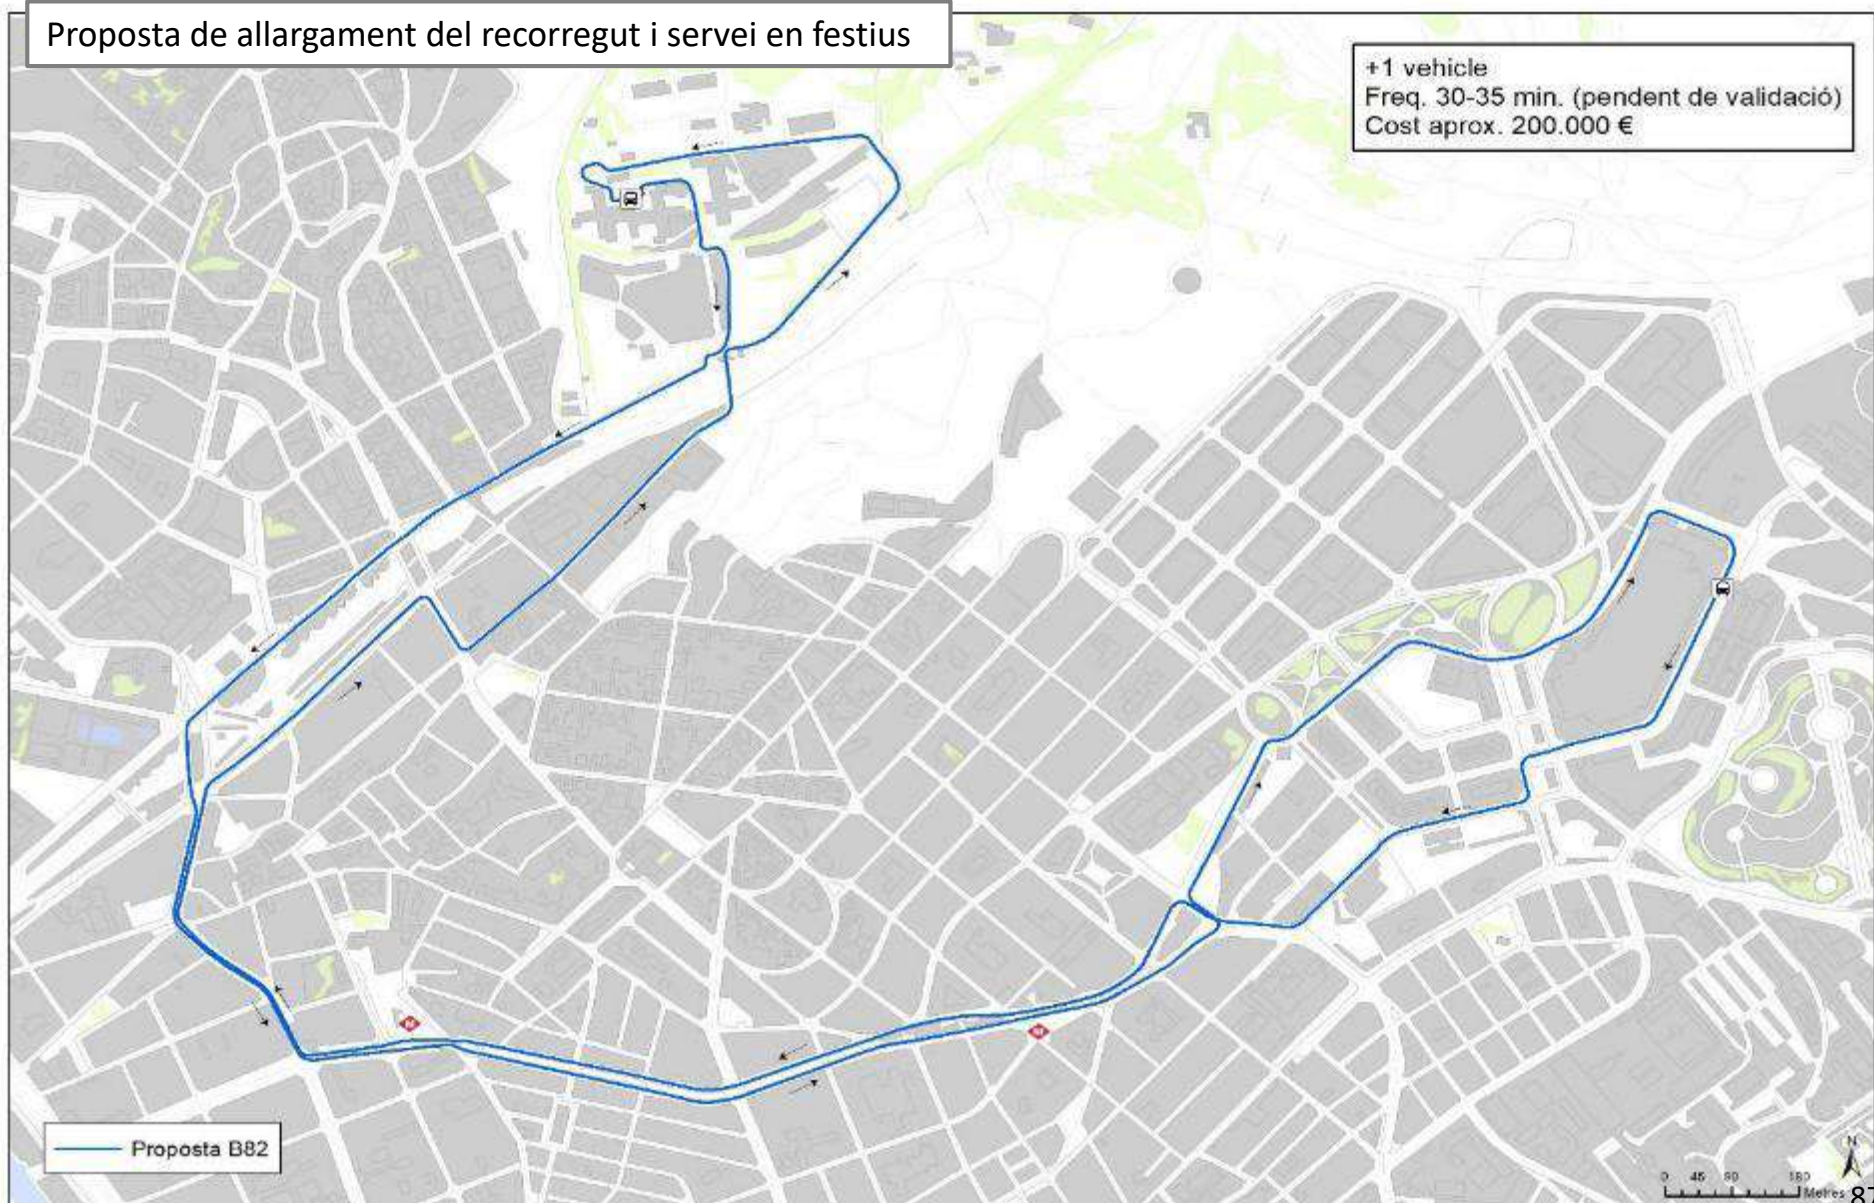 Proposta de allargament del recorregut i servei en festius
+1 vehicle
Freq. 30-35 min. (pendent de validació)
Cost aprox. 200.000 €
M
M
Proposta B82
N
0 45 90 180
Metres